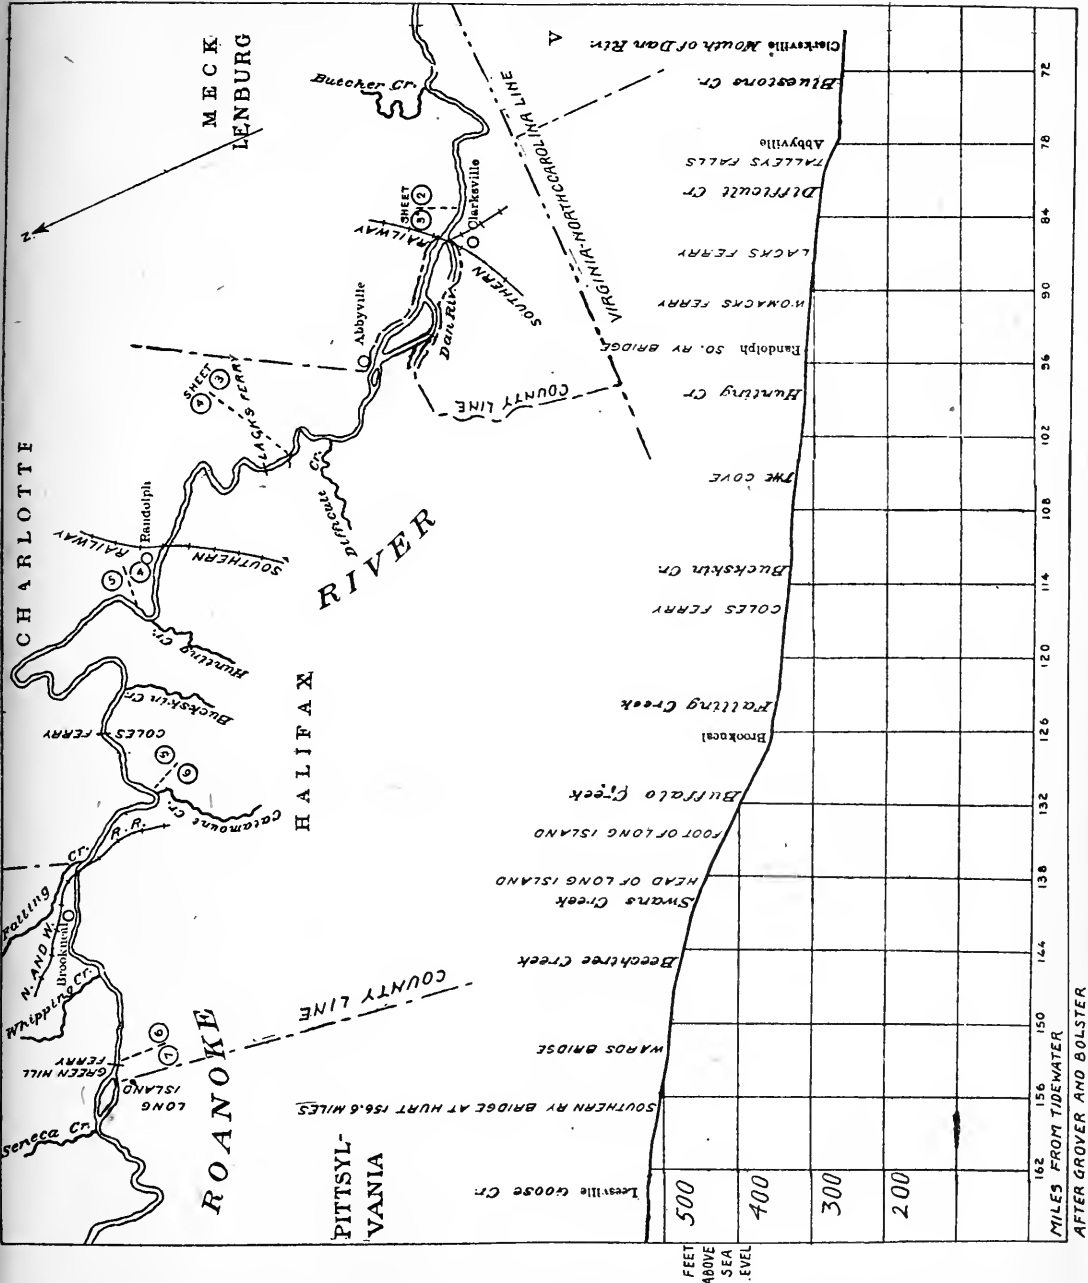 MECK
LENBURG
V
Butcher Cr.
N.
VIRGINIA-NORTH CAROLINA LINE
SHEET
2
3
RAILWAY
SOUTHERN
Clarksville
Abbyville
Dan Riv.
COUNTY LINE
SHEET
3
4
LACKS FERRY
Difficult Cr.
CHARLOTTE
Randolph
RAILWAY
SOUTHERN
4
5
RIVER
Hunting Cr.
Buckskin Cr.
COLES FERRY
HALIFAX
5
6
Catamount Cr.
R.R.
Falling Cr.
N. AND W.
Brookneal
Whipping Cr.
COUNTY LINE
GREEN HILL
FERRY
6
7
LONG
ISLAND
ROANOKE
Seneca Cr.
PITTSYL-
VANIA
Clarksville Mouth of Dan Riv.
Bluestons Cr.
Abbyville
TALLEYS FALLS
Difficult Cr
LACKS FERRY
WOMACKS FERRY
Randolph SO. RY BRIDGE
Hunting Cr
THE COVE
Buckskin Cr
COLES FERRY
Falling Creek
Brookneal
Buffalo Creek
FOOT OF LONG ISLAND
HEAD OF LONG ISLAND
Swans Creek
Beechtree Creek
WARDS BRIDGE
SOUTHERN RY BRIDGE AT HURT 156.6 MILES
Leesville Goose Cr.
72
78
84
90
96
102
108
114
120
126
132
138
144
150
156
162
500
400
300
200
FEET
ABOVE
SEA
LEVEL
MILES FROM TIDEWATER
AFTER GROVER AND BOLSTER